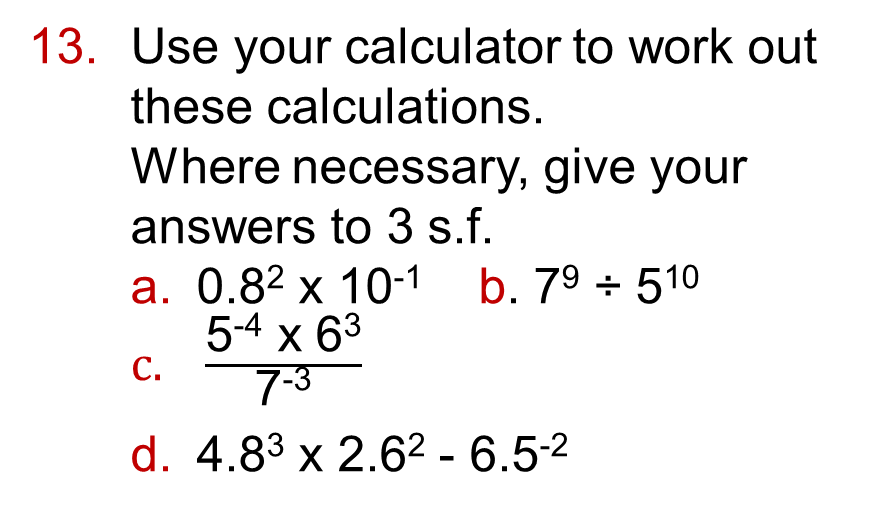 13. Use your calculator to work out
these calculations.
Where necessary, give your
answers to 3 s.f.
a. 0.8² x 10⁻¹ b. 7⁹ ÷ 5¹⁰
5⁻⁴ x 6³
c.
7⁻³
d. 4.8³ x 2.6² - 6.5⁻²